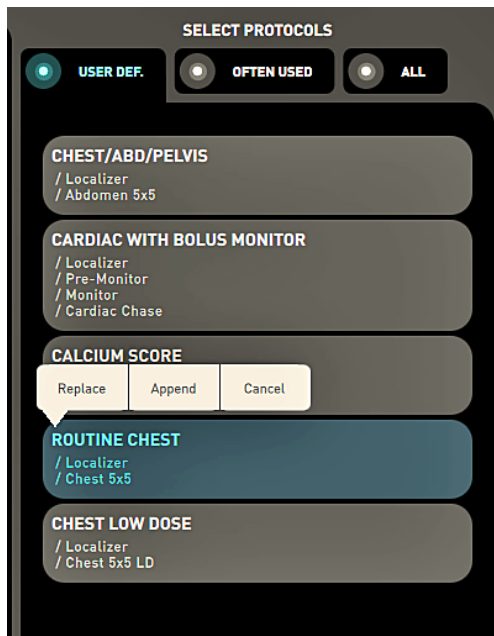 SELECT PROTOCOLS
USER DEF. OFTEN USED ALL
CHEST/ABD/PELVIS
/ Localizer
/ Abdomen 5x5
CARDIAC WITH BOLUS MONITOR
/ Localizer
/ Pre-Monitor
/ Monitor
/ Cardiac Chase
CALCIUM SCORE
Replace Append Cancel
ROUTINE CHEST
/ Localizer
/ Chest 5x5
CHEST LOW DOSE
/ Localizer
/ Chest 5x5 LD